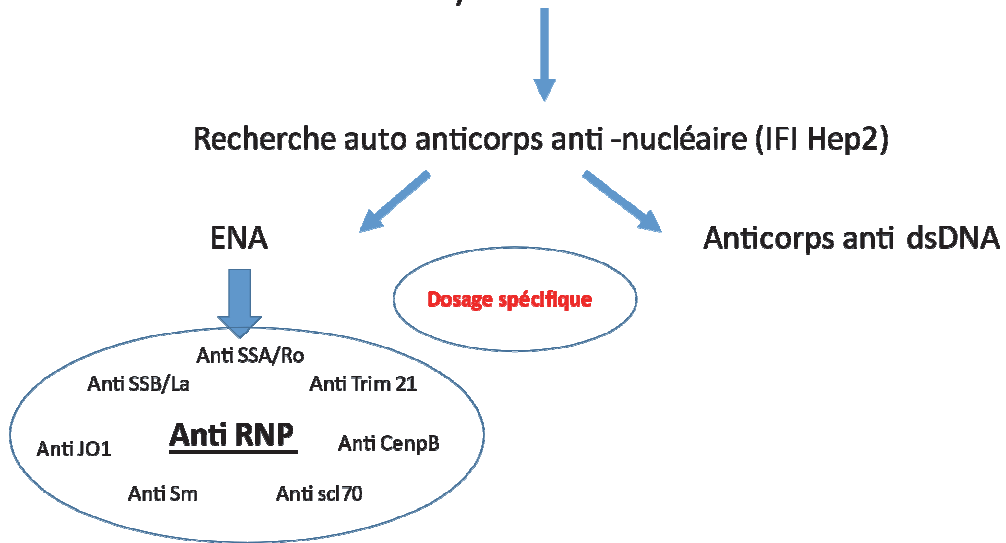 Recherche auto anticorps anti -nucléaire (IFI Hep2)
ENA
Anticorps anti dsDNA
Dosage spécifique
Anti SSA/Ro
Anti SSB/La
Anti Trim 21
Anti RNP
Anti JO1
Anti CenpB
Anti Sm
Anti scl70